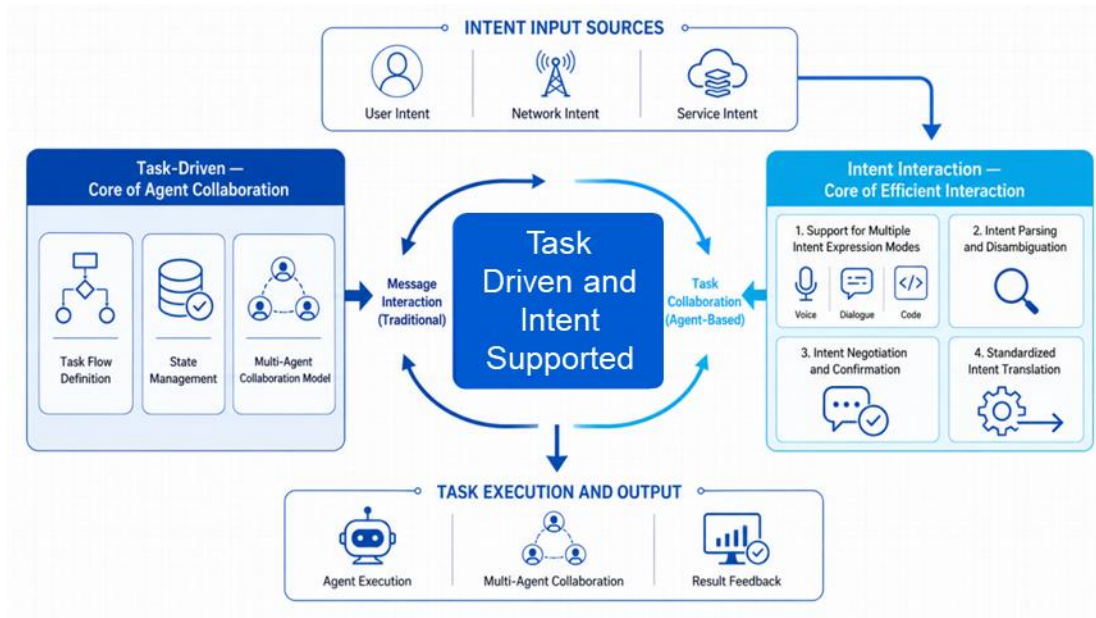 INTENT INPUT SOURCES
User Intent
Network Intent
Service Intent
Task-Driven —
Core of Agent Collaboration
Task Flow
Definition
State
Management
Multi-Agent
Collaboration Model
Message
Interaction
(Traditional)
Task
Driven and
Intent
Supported
Task
Collaboration
(Agent-Based)
Intent Interaction —
Core of Efficient Interaction
1. Support for Multiple
Intent Expression Modes
Voice
Dialogue
</>
Code
2. Intent Parsing
and Disambiguation
3. Intent Negotiation
and Confirmation
4. Standardized
Intent Translation
TASK EXECUTION AND OUTPUT
Agent Execution
Multi-Agent Collaboration
Result Feedback